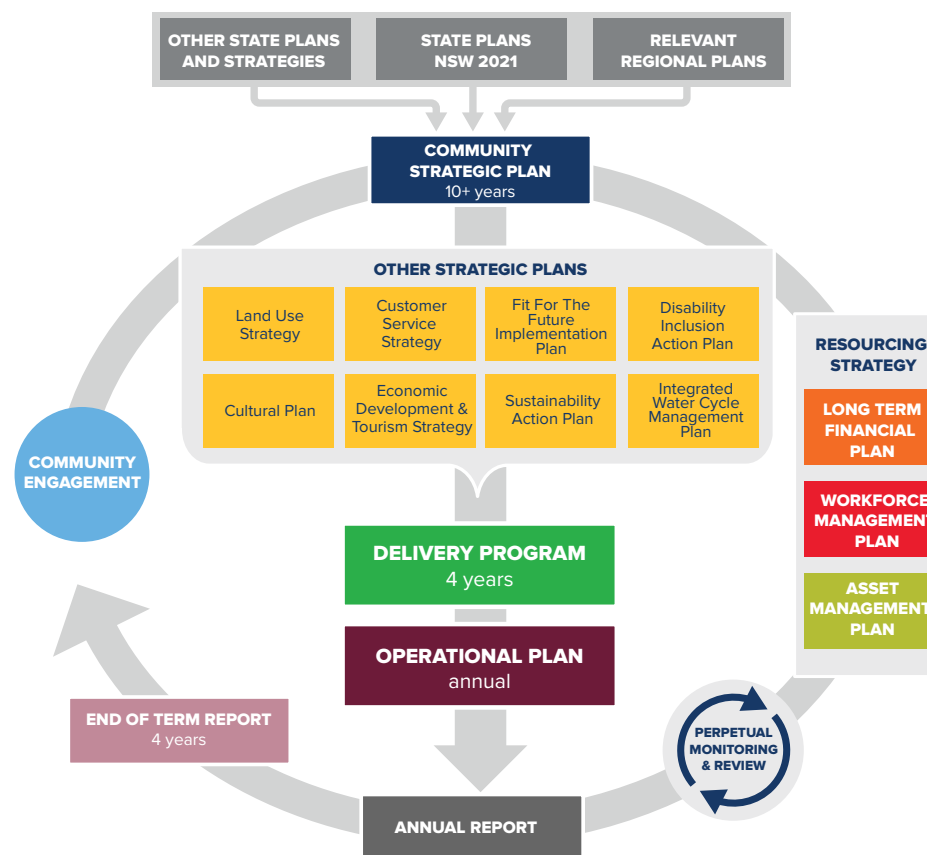 OTHER STATE PLANS
AND STRATEGIES
STATE PLANS
NSW 2021
RELEVANT
REGIONAL PLANS
COMMUNITY
STRATEGIC PLAN
10+ years
OTHER STRATEGIC PLANS
Land Use
Strategy
Customer
Service
Strategy
Fit For The
Future
Implementation
Plan
Disability
Inclusion
Action Plan
Cultural Plan
Economic
Development &
Tourism Strategy
Sustainability
Action Plan
Integrated
Water Cycle
Management
Plan
RESOURCING
STRATEGY
LONG TERM
FINANCIAL
PLAN
WORKFORCE
MANAGEMENT
PLAN
ASSET
MANAGEMENT
PLAN
COMMUNITY
ENGAGEMENT
DELIVERY PROGRAM
4 years
OPERATIONAL PLAN
annual
END OF TERM REPORT
4 years
PERPETUAL
MONITORING
& REVIEW
ANNUAL REPORT